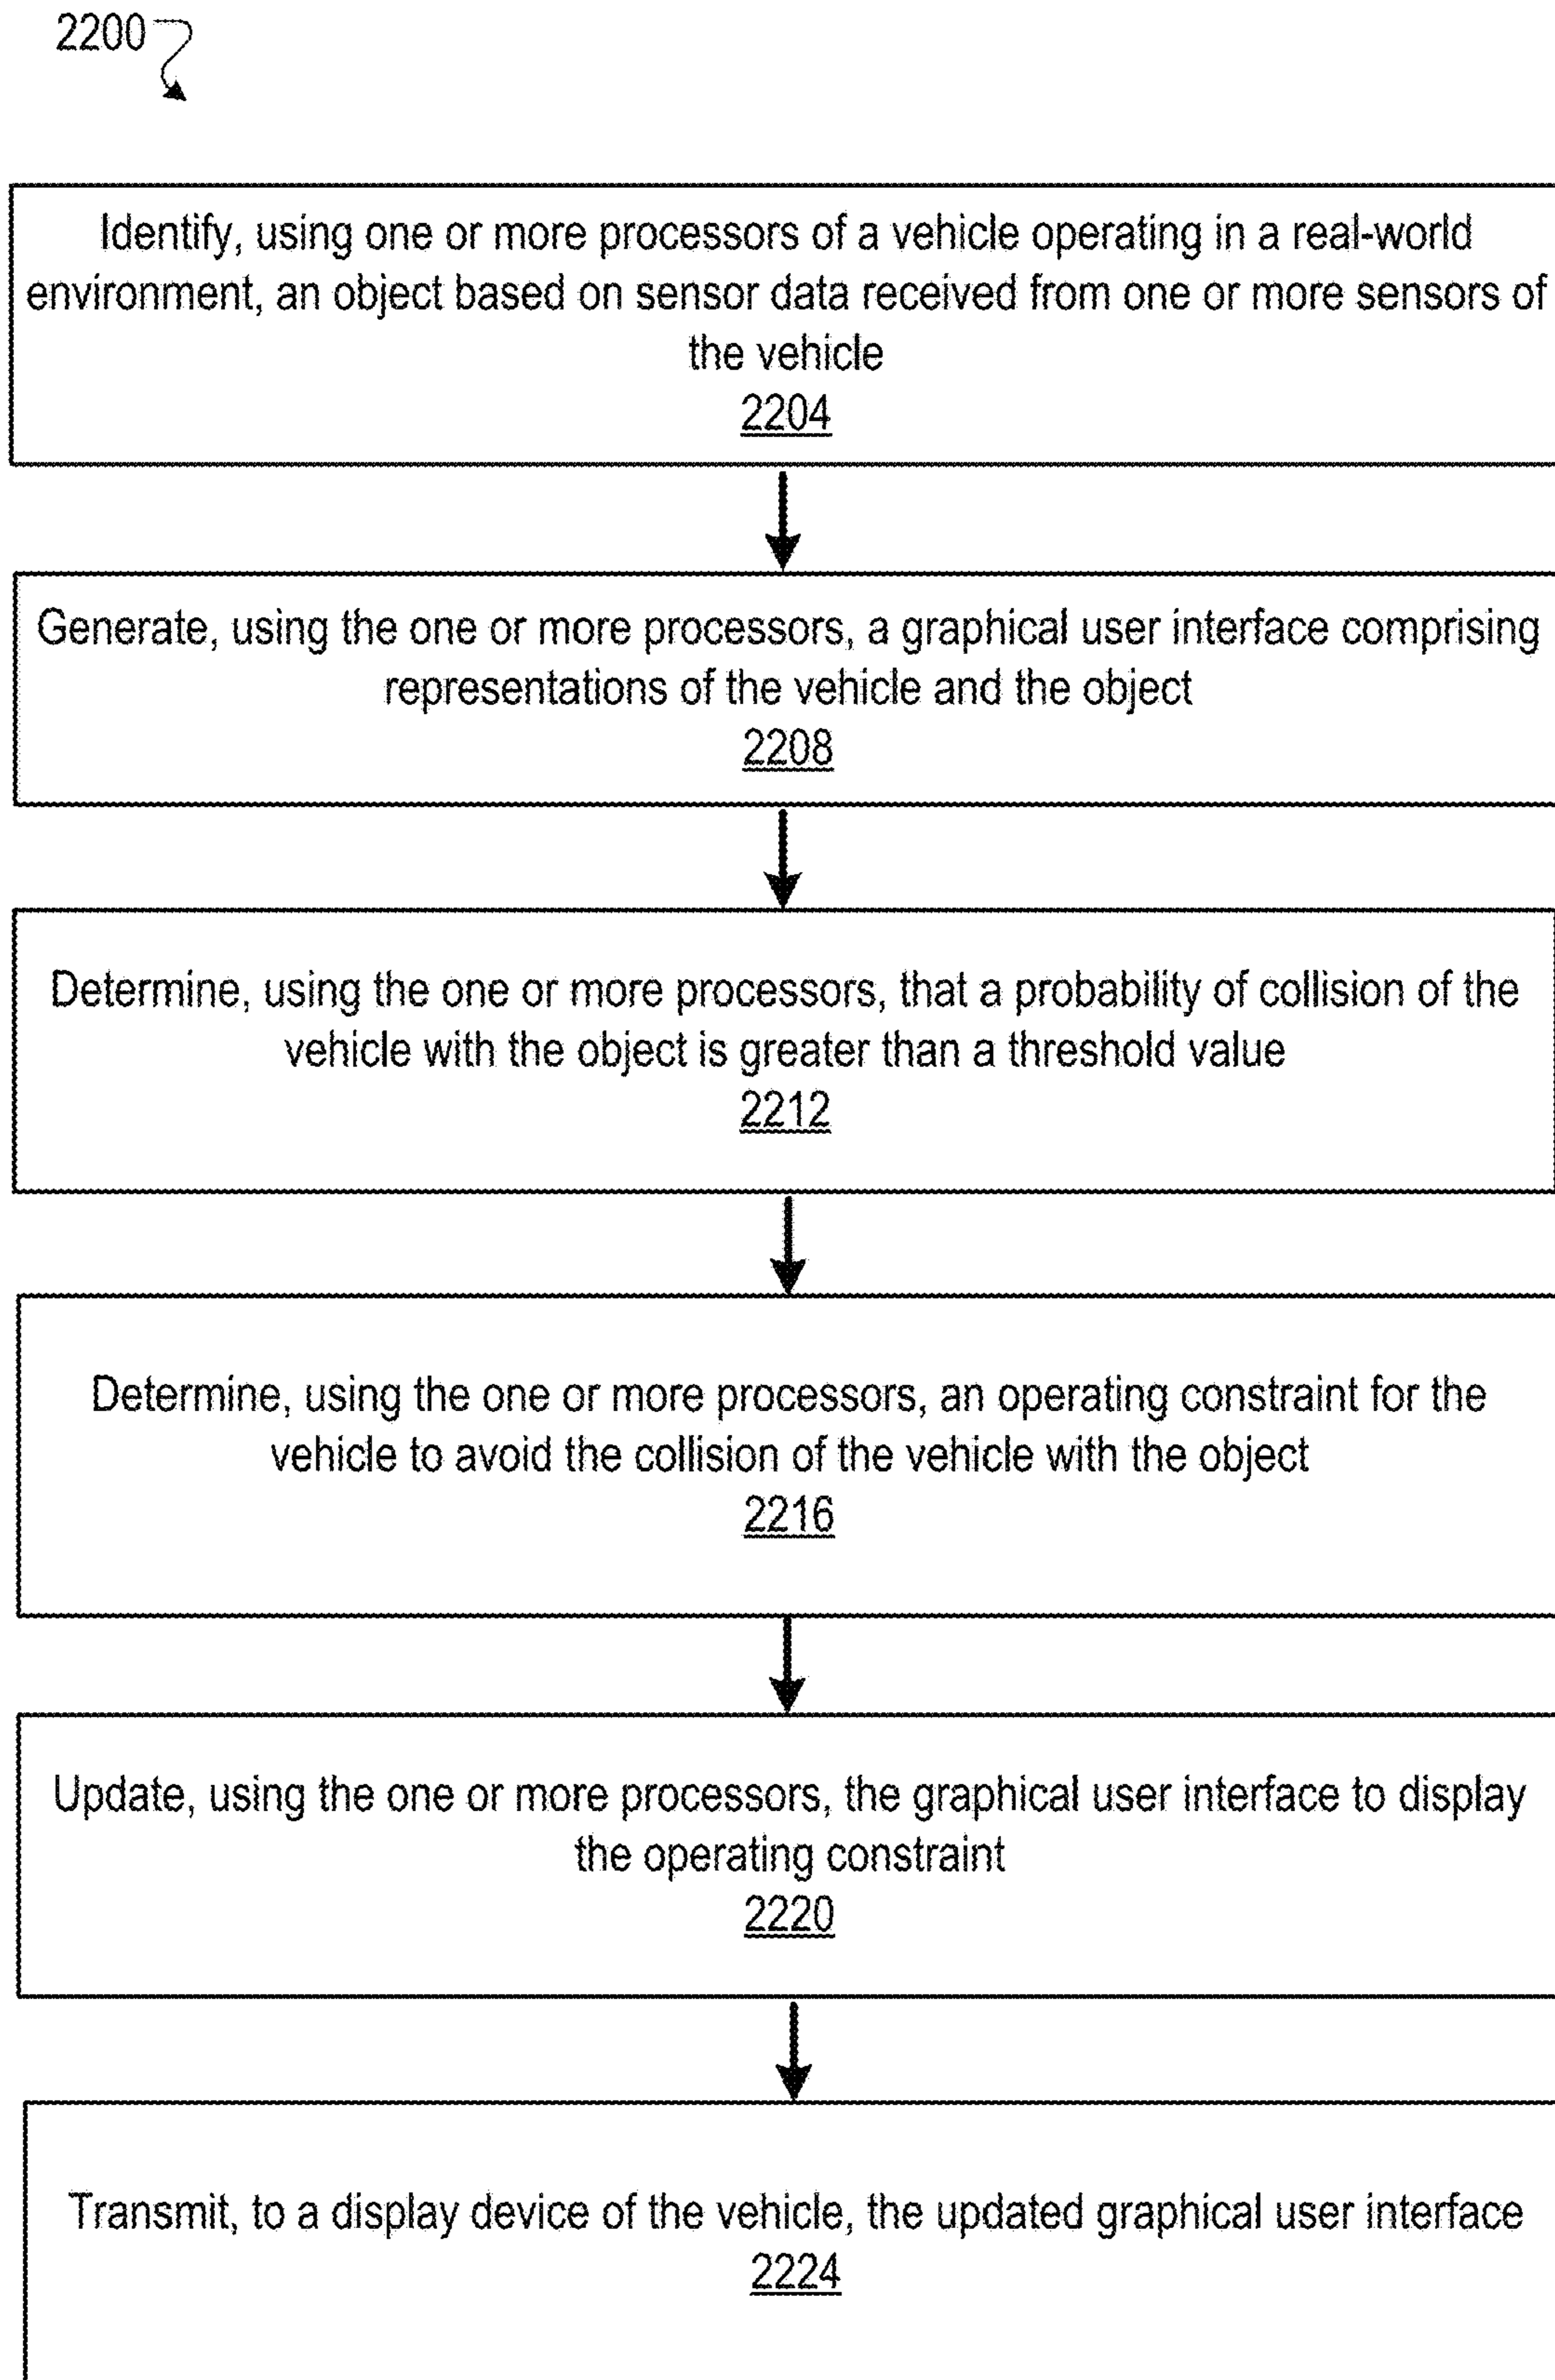 2200
Identify, using one or more processors of a vehicle operating in a real-world
environment, an object based on sensor data received from one or more sensors of
the vehicle
2204
Generate, using the one or more processors, a graphical user interface comprising
representations of the vehicle and the object
2208
Determine, using the one or more processors, that a probability of collision of the
vehicle with the object is greater than a threshold value
2212
Determine, using the one or more processors, an operating constraint for the
vehicle to avoid the collision of the vehicle with the object
2216
Update, using the one or more processors, the graphical user interface to display
the operating constraint
2220
Transmit, to a display device of the vehicle, the updated graphical user interface
2224